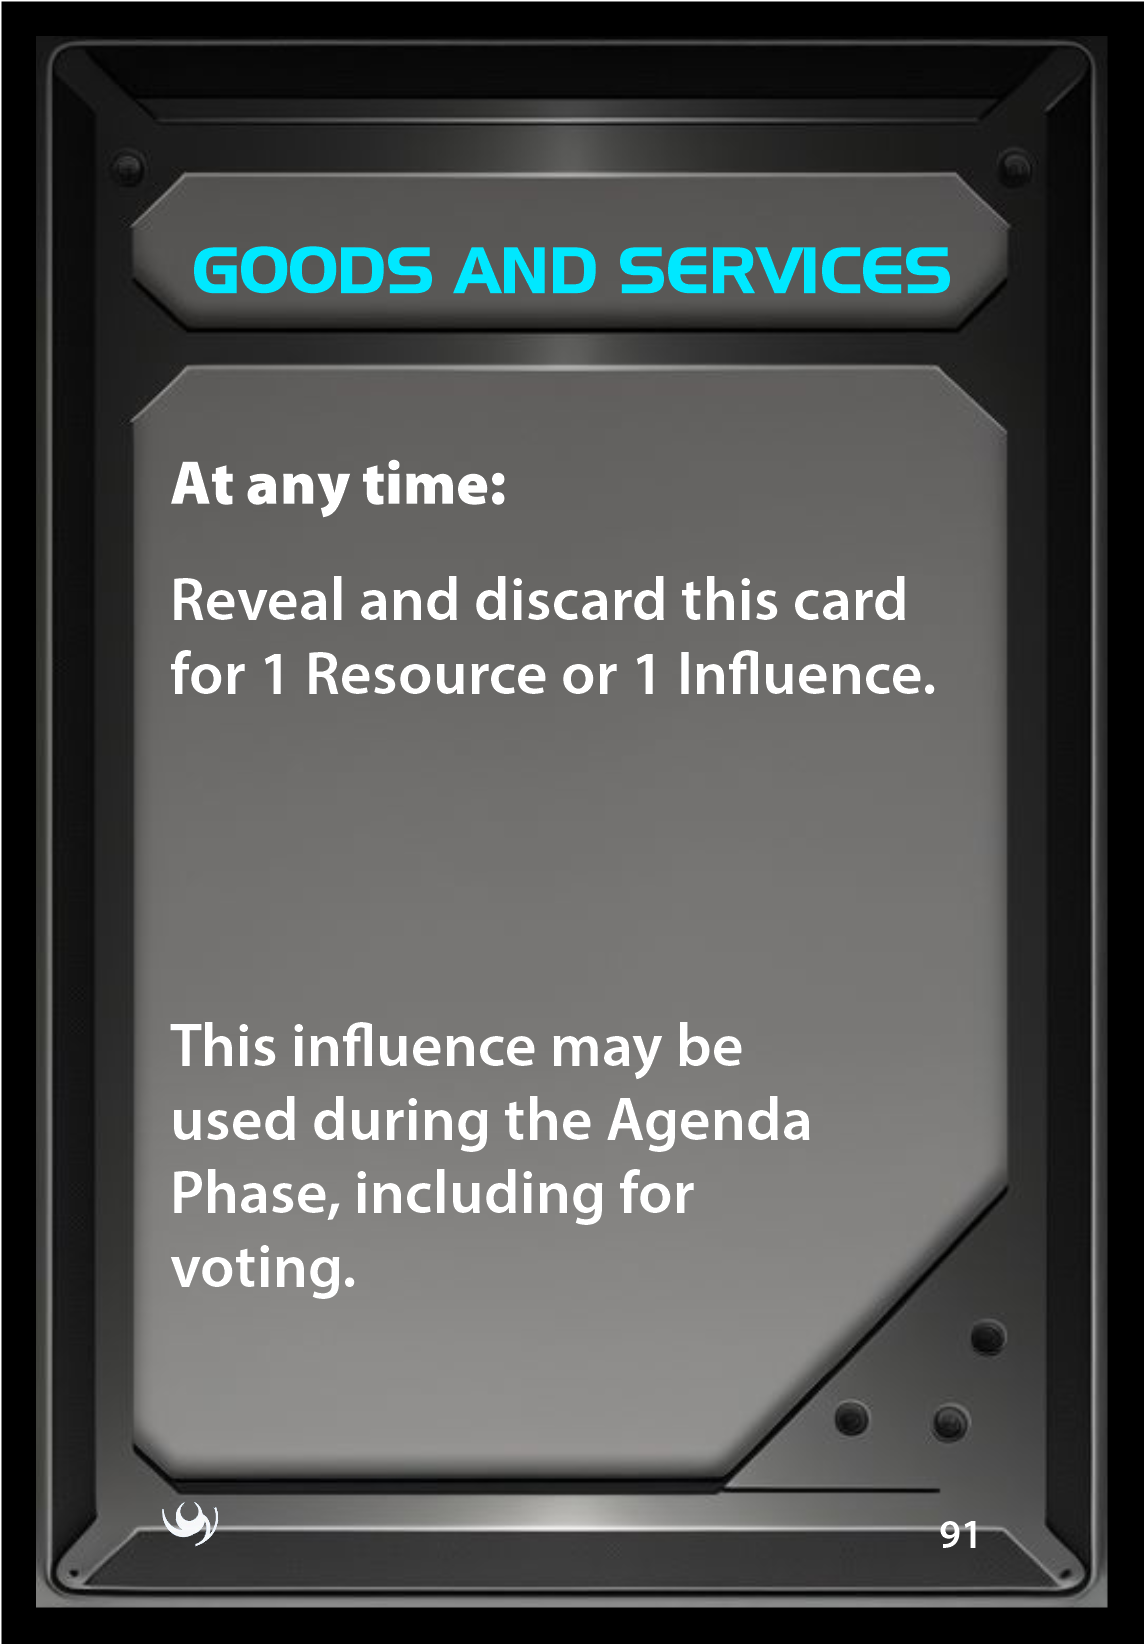 GOODS AND SERVICES
At any time:
Reveal and discard this card
for 1 Resource or 1 Influence.
This influence may be
used during the Agenda
Phase, including for
voting.
91